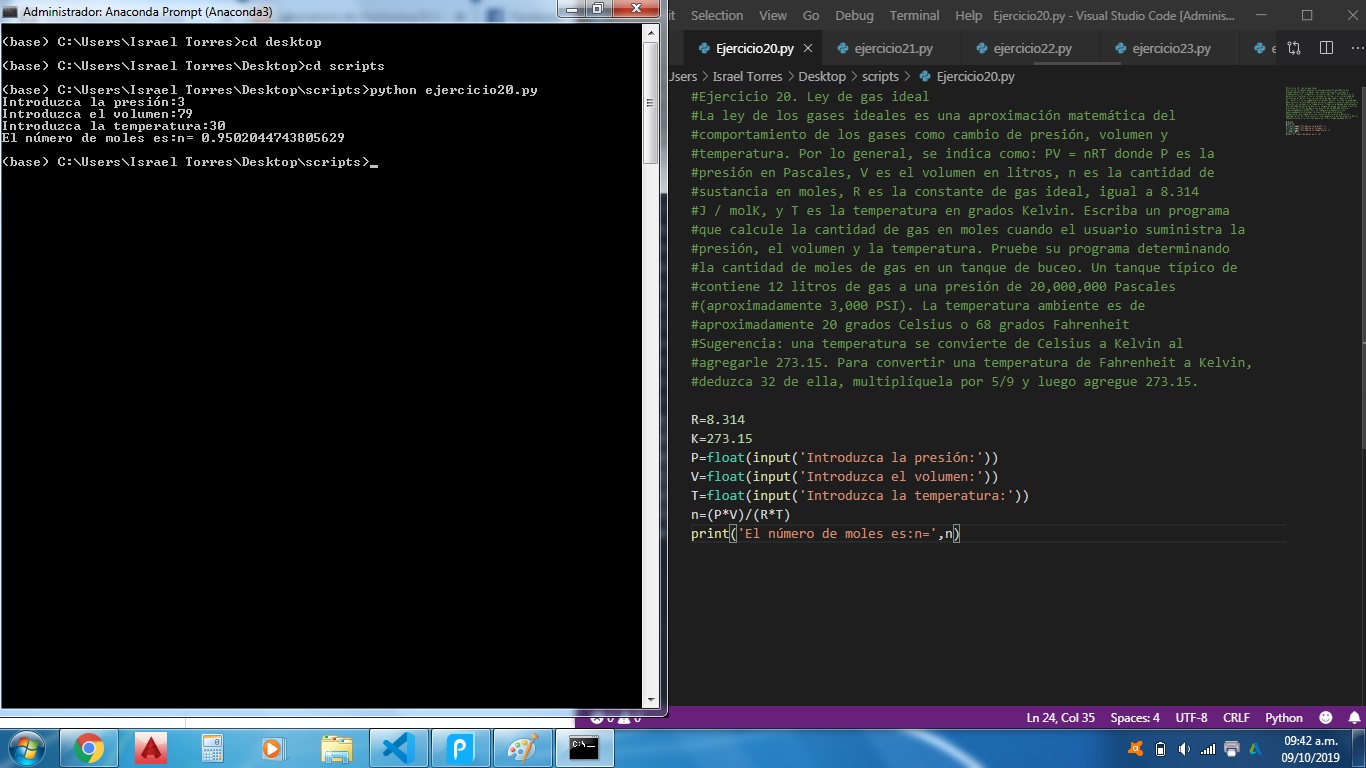 Administrador: Anaconda Prompt (Anaconda3)
(base) C:\Users\Israel Torres>cd desktop
(base) C:\Users\Israel Torres\Desktop>cd scripts
(base) C:\Users\Israel Torres\Desktop\scripts>python ejercicio20.py
Introduzca la presión:3
Introduzca el volumen:79
Introduzca la temperatura:30
El número de moles es:n= 0.9502044743805629
(base) C:\Users\Israel Torres\Desktop\scripts>_
it Selection View Go Debug Terminal Help Ejercicio20.py - Visual Studio Code [Adminis...
Ejercicio20.py ejercicio21.py ejercicio22.py ejercicio23.py e
Jsers > Israel Torres > Desktop > scripts > Ejercicio20.py
#Ejercicio 20. Ley de gas ideal
#La ley de los gases ideales es una aproximación matemática del
#comportamiento de los gases como cambio de presión, volumen y
#temperatura. Por lo general, se indica como: PV = nRT donde P es la
#presión en Pascales, V es el volumen en litros, n es la cantidad de
#sustancia en moles, R es la constante de gas ideal, igual a 8.314
#J / molK, y T es la temperatura en grados Kelvin. Escriba un programa
#que calcule la cantidad de gas en moles cuando el usuario suministra la
#presión, el volumen y la temperatura. Pruebe su programa determinando
#la cantidad de moles de gas en un tanque de buceo. Un tanque típico de
#contiene 12 litros de gas a una presión de 20,000,000 Pascales
#(aproximadamente 3,000 PSI). La temperatura ambiente es de
#aproximadamente 20 grados Celsius o 68 grados Fahrenheit
#Sugerencia: una temperatura se convierte de Celsius a Kelvin al
#agregarle 273.15. Para convertir una temperatura de Fahrenheit a Kelvin,
#deduzca 32 de ella, multiplíquela por 5/9 y luego agregue 273.15.
R=8.314
K=273.15
P=float(input('Introduzca la presión:'))
V=float(input('Introduzca el volumen:'))
T=float(input('Introduzca la temperatura:'))
n=(P*V)/(R*T)
print('El número de moles es:n=',n)
Ln 24, Col 35 Spaces: 4 UTF-8 CRLF Python
09:42 a.m.
09/10/2019